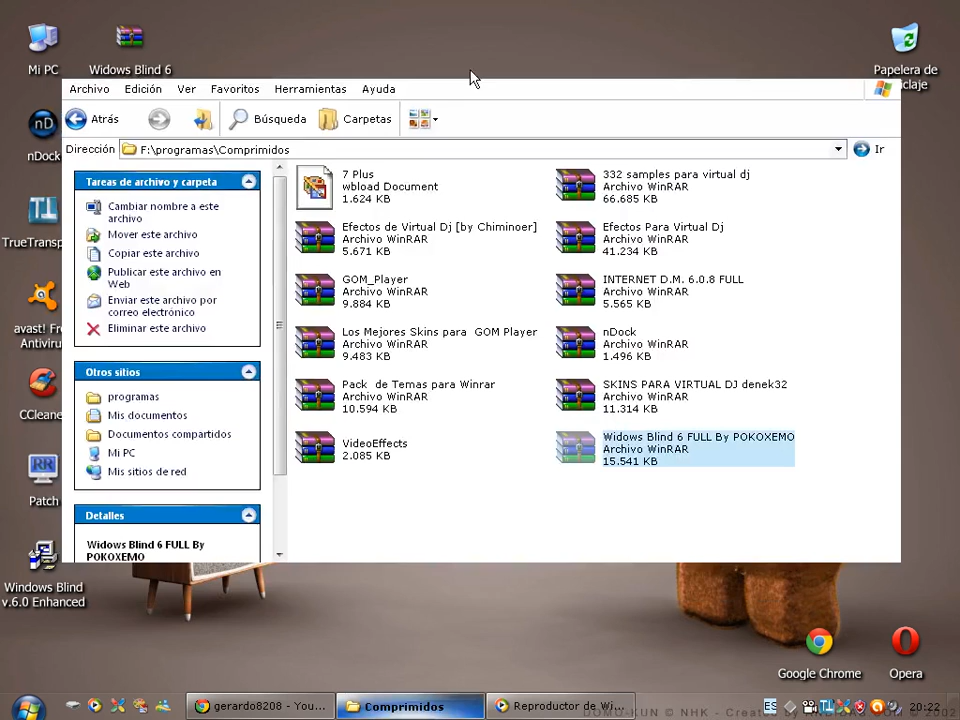 Mi PC
Widows Blind 6
Papelera de
claje
Archivo Edición Ver Favoritos Herramientas Ayuda
Atrás Búsqueda Carpetas
Dirección F:\programas\Comprimidos Ir
nDock
TrueTransp
avast! Fre
Antivirus
CCleane
Patch
Windows Blind
v.6.0 Enhanced
Tareas de archivo y carpeta
Cambiar nombre a este
archivo
Mover este archivo
Copiar este archivo
Publicar este archivo en
Web
Enviar este archivo por
correo electrónico
Eliminar este archivo
Otros sitios
programas
Mis documentos
Documentos compartidos
Mi PC
Mis sitios de red
Detalles
Widows Blind 6 FULL By
POKOXEMO
7 Plus
wbload Document
1.624 KB
332 samples para virtual dj
Archivo WinRAR
66.685 KB
Efectos de Virtual Dj [by Chiminoer]
Archivo WinRAR
5.671 KB
Efectos Para Virtual Dj
Archivo WinRAR
41.234 KB
GOM_Player
Archivo WinRAR
9.884 KB
INTERNET D.M. 6.0.8 FULL
Archivo WinRAR
5.565 KB
Los Mejores Skins para GOM Player
Archivo WinRAR
9.483 KB
nDock
Archivo WinRAR
1.496 KB
Pack de Temas para Winrar
Archivo WinRAR
10.594 KB
SKINS PARA VIRTUAL DJ denek32
Archivo WinRAR
11.314 KB
VideoEffects
2.085 KB
Widows Blind 6 FULL By POKOXEMO
Archivo WinRAR
15.541 KB
Google Chrome
Opera
gerardo8208 - You...
Comprimidos
Reproductor de Wi...
ES
20:22